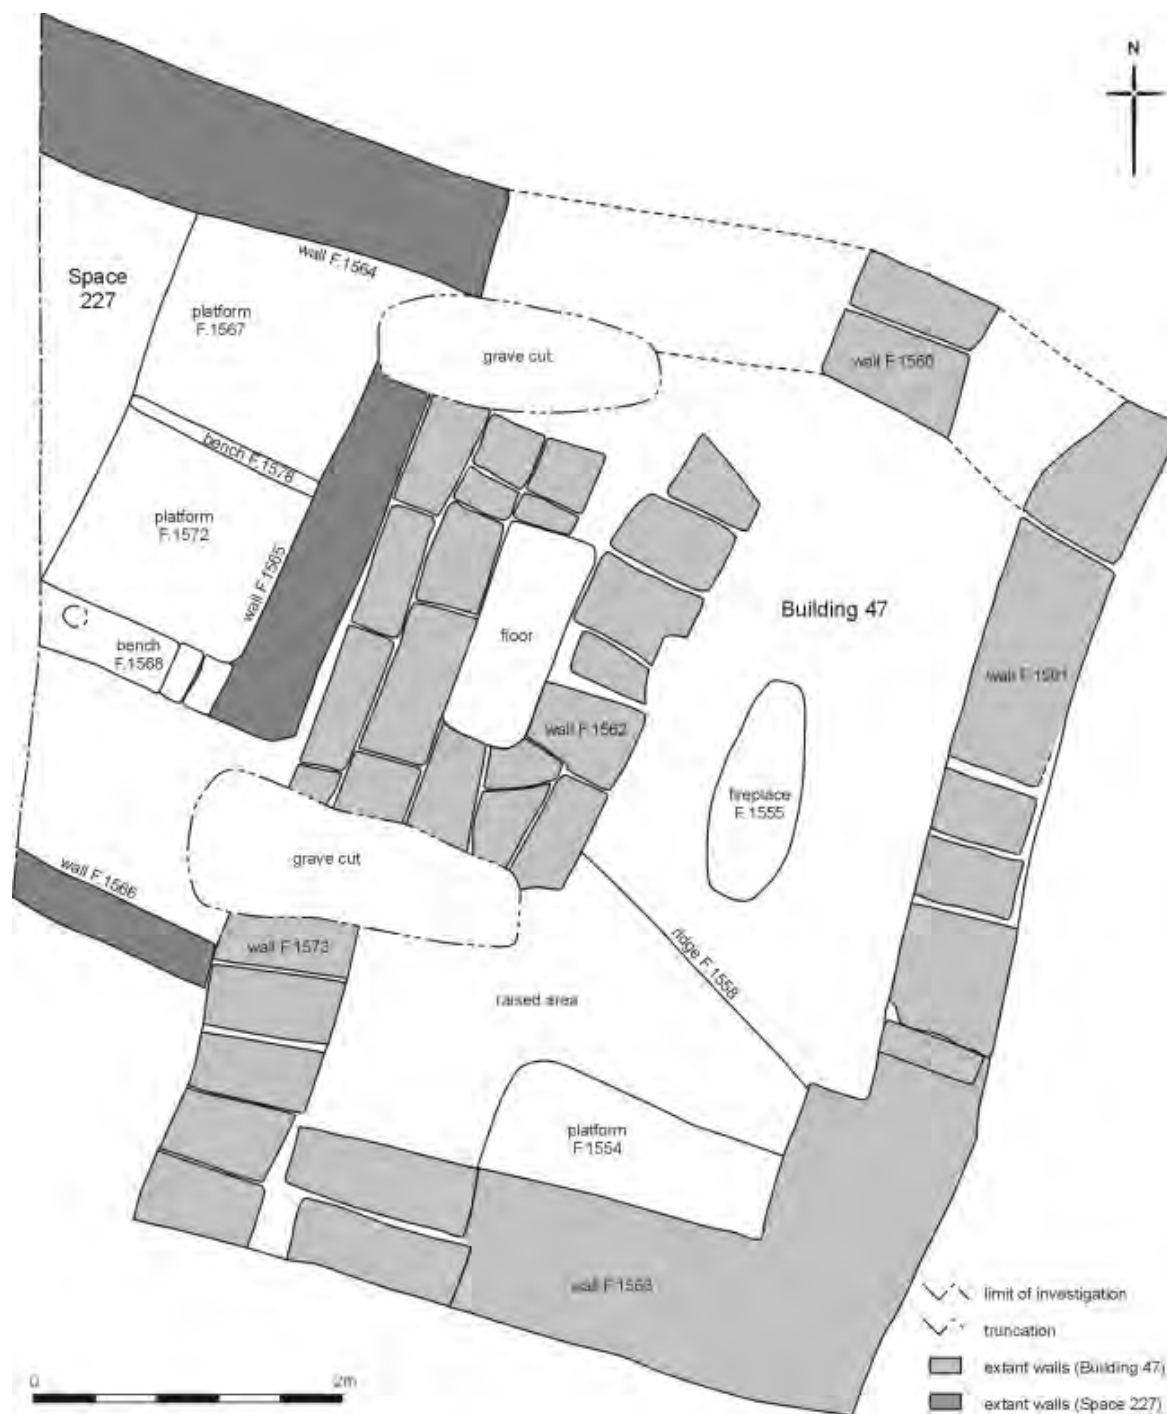 N
wall F.1564
Space
227
platform
F.1567
grave cut
wall F.1560
bench F.1578
platform
F.1572
wall F.1565
floor
Building 47
bench
F.1568
wall F.1561
wall F.1562
fireplace
F.1555
wall F.1566
grave cut
wall F.1573
ridge F.1558
raised area
platform
F.1554
wall F.1563
limit of investigation
truncation
extant walls (Building 47)
extant walls (Space 227)
0
2m